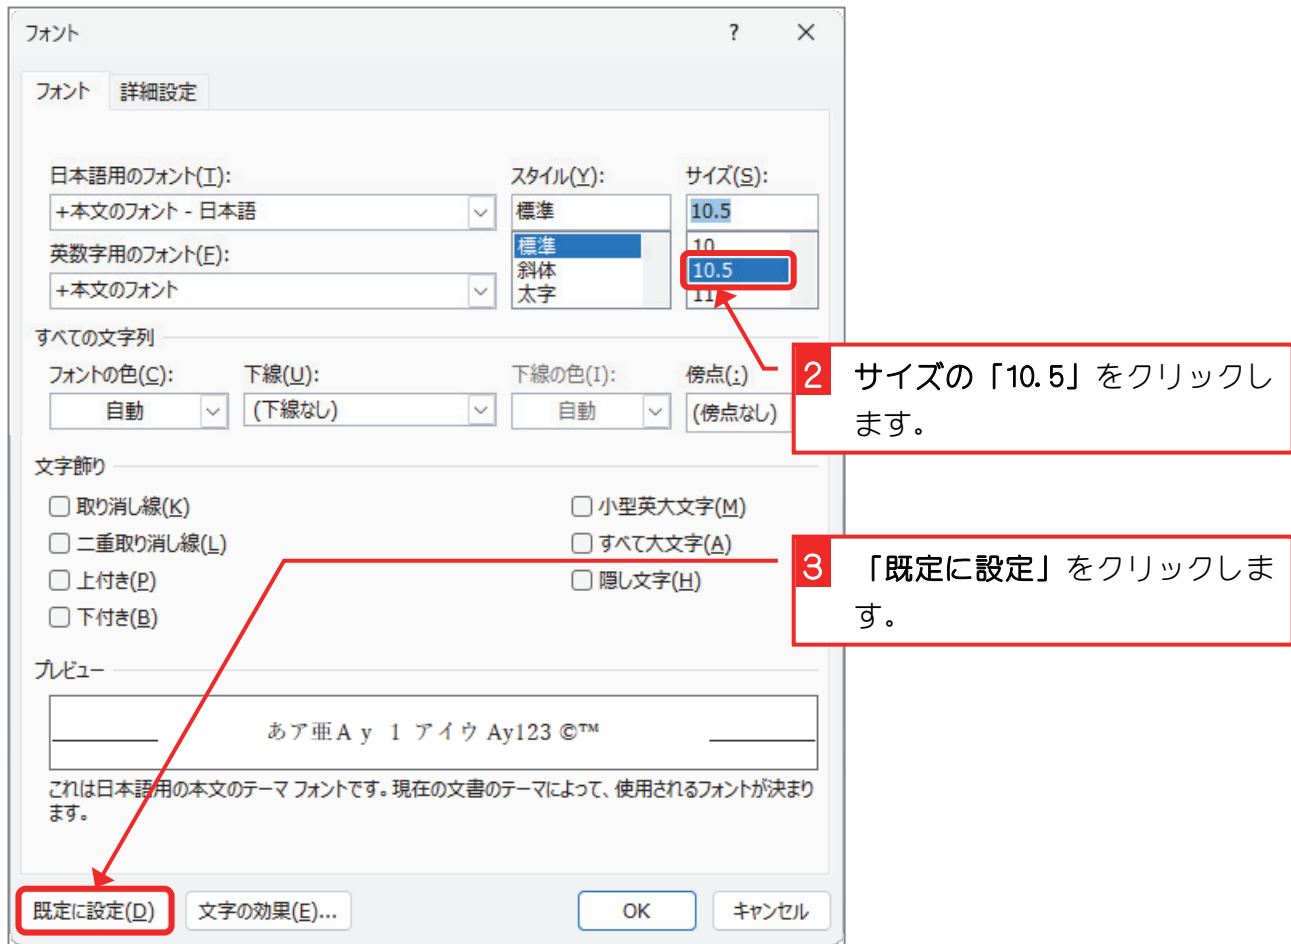 フォント ? ×
フォント 詳細設定
日本語用のフォント(T): スタイル(Y): サイズ(S):
+本文のフォント - 日本語 標準 10.5
標準 10
英数字用のフォント(F): 斜体 10.5
+本文のフォント 太字 11
すべての文字列
フォントの色(C): 下線(U): 下線の色(I): 傍点(:)
自動 (下線なし) 自動 (傍点なし)
2 サイズの「10.5」をクリックし
ます。
文字飾り
取り消し線(K) 小型英大文字(M)
二重取り消し線(L) すべて大文字(A)
上付き(P) 隠し文字(H)
下付き(B)
3 「既定に設定」をクリックしま
す。
プレビュー
あア亜Ay 1 アイウ Ay123 ©™
これは日本語用の本文のテーマ フォントです。現在の文書のテーマによって、使用されるフォントが決まり
ます。
既定に設定(D) 文字の効果(E)... OK キャンセル